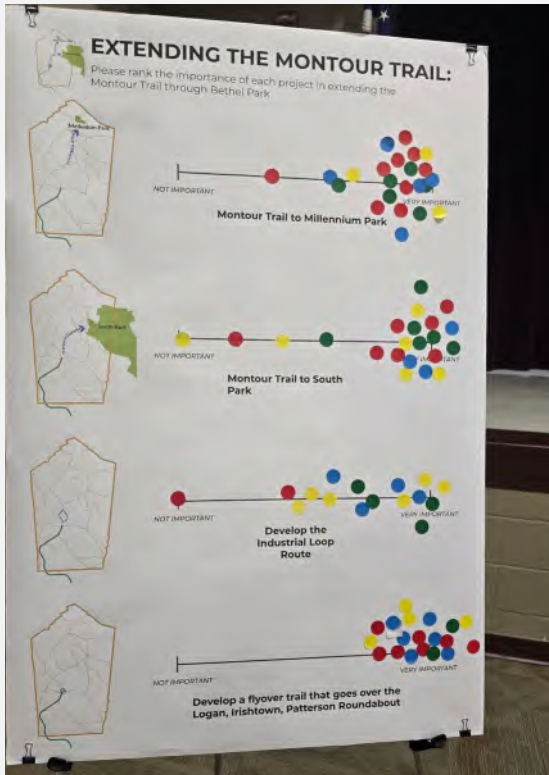 EXTENDING THE MONTOUR TRAIL:
Please rank the importance of each project in extending the
Montour Trail through Bethel Park
Millennium Park
NOT IMPORTANT
VERY IMPORTANT
Montour Trail to Millennium Park
South Park
NOT IMPORTANT
IMPORTANT
Montour Trail to South
Park
NOT IMPORTANT
VERY IMPORTANT
Develop the
Industrial Loop
Route
NOT IMPORTANT
VERY IMPORTANT
Develop a flyover trail that goes over the
Logan, Irishtown, Patterson Roundabout